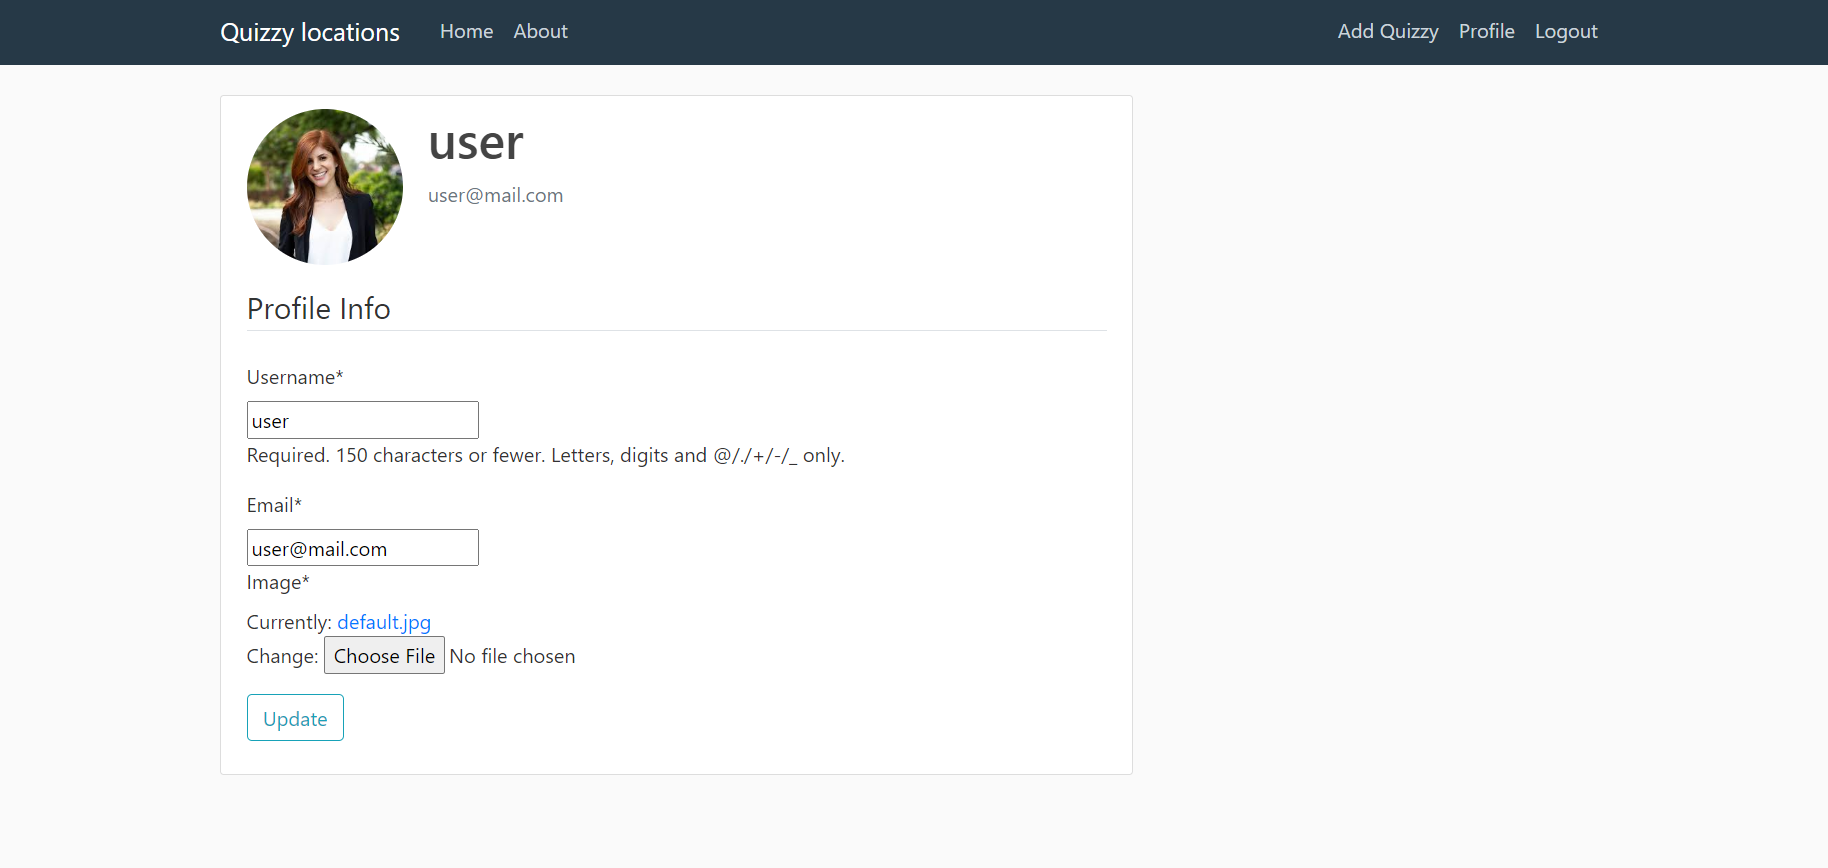 Quizzy locations Home About Add Quizzy Profile Logout
user
user@mail.com
Profile Info
Username*
user
Required. 150 characters or fewer. Letters, digits and @/./+/-/_ only.
Email*
user@mail.com
Image*
Currently: default.jpg
Change: Choose File No file chosen
Update